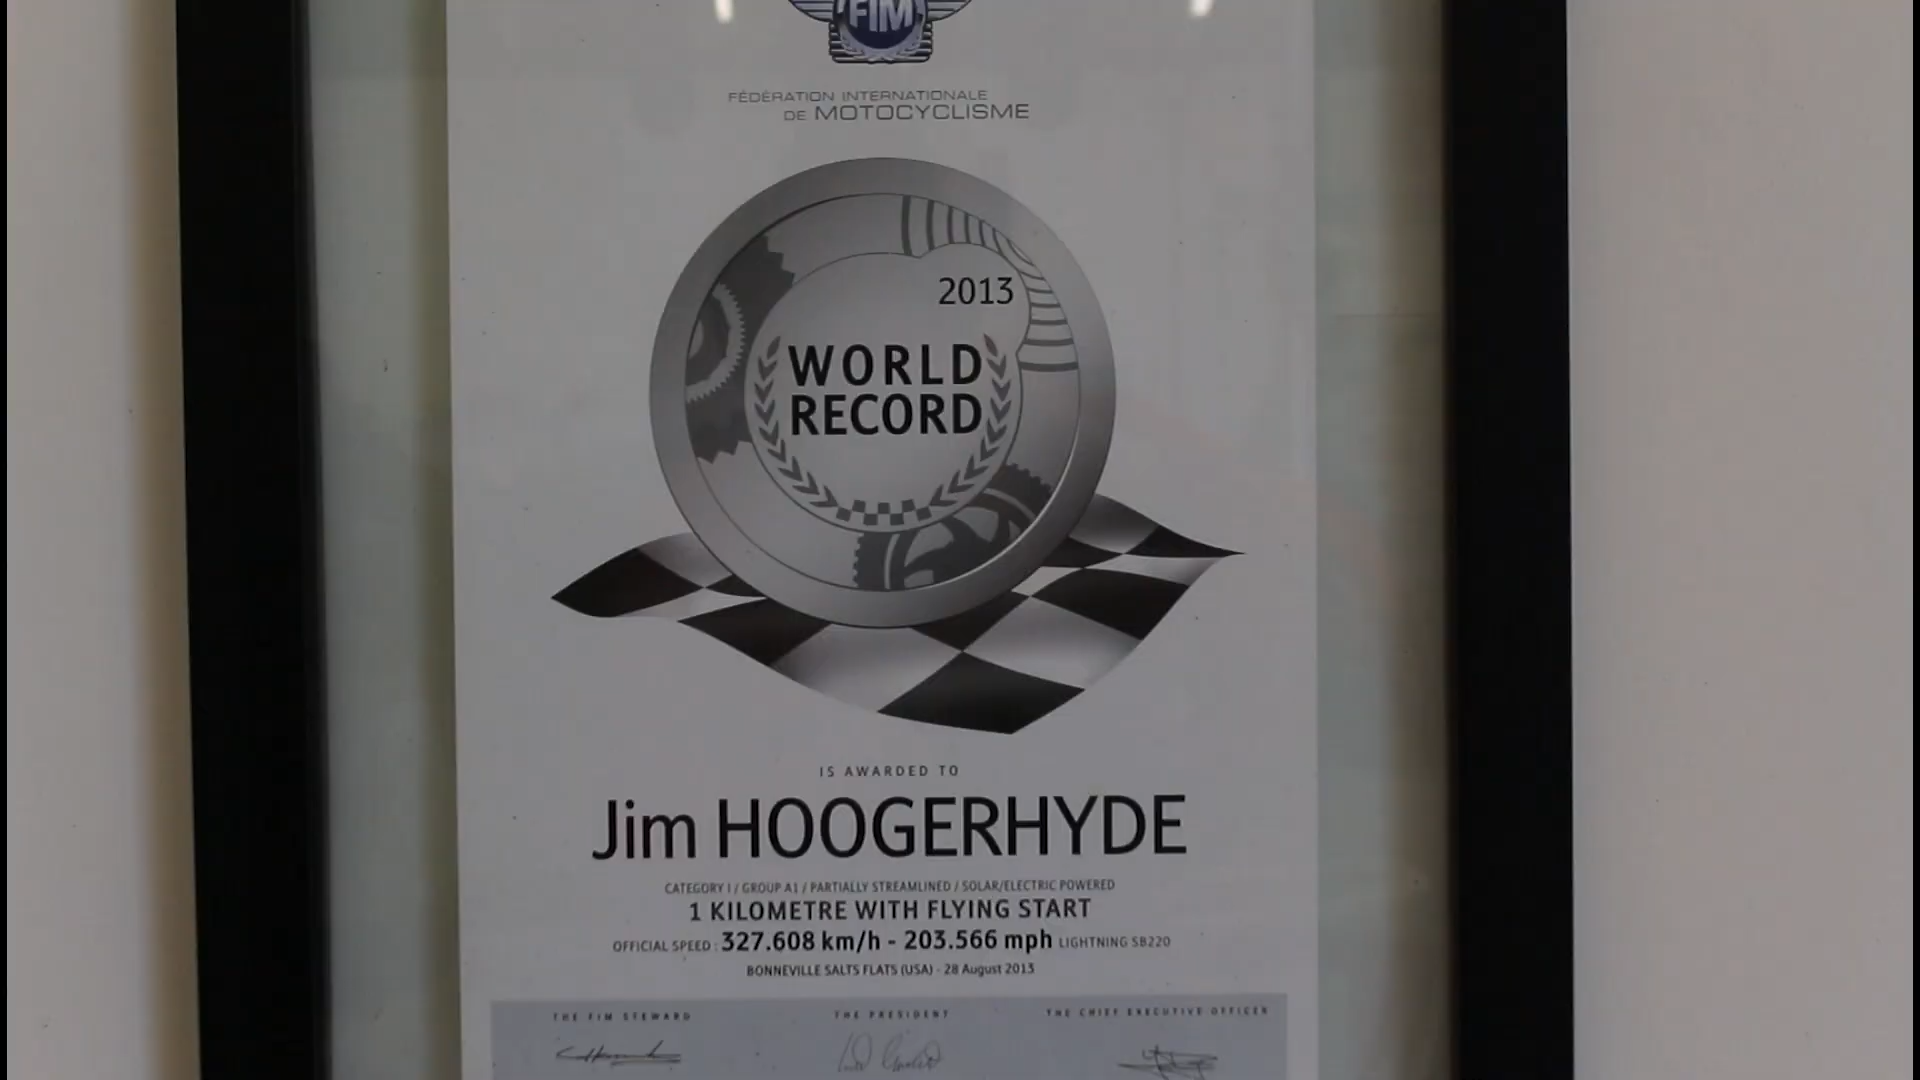 FIM
FÉDÉRATION INTERNATIONALE
DE MOTOCYCLISME
2013
WORLD
RECORD
IS AWARDED TO
Jim HOOGERHYDE
CATEGORY I / GROUP A1 / PARTIALLY STREAMLINED / SOLAR/ELECTRIC POWERED
1 KILOMETRE WITH FLYING START
OFFICIAL SPEED : 327.608 km/h - 203.566 mph LIGHTNING SB220
BONNEVILLE SALTS FLATS (USA) - 28 August 2013
THE FIM STEWARD THE PRESIDENT THE CHIEF EXECUTIVE OFFICER